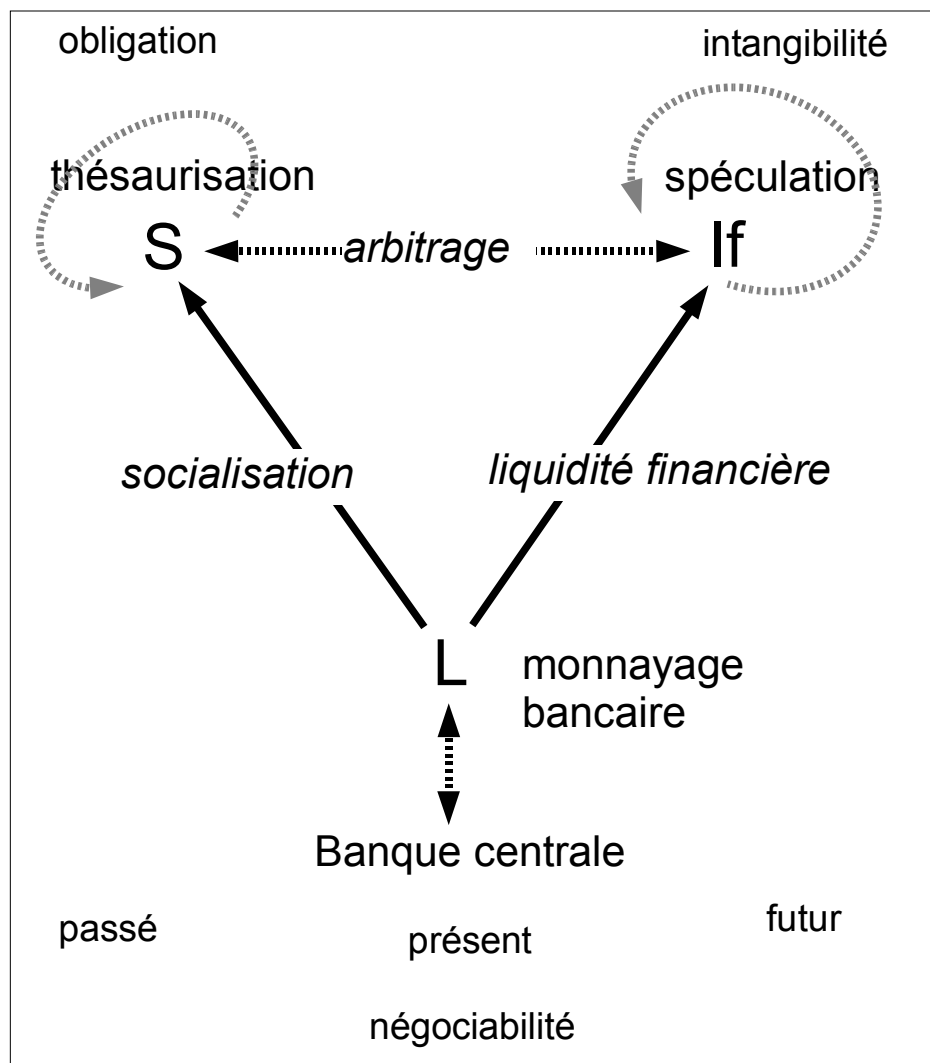 obligation
intangibilité
thésaurisation
spéculation
S
arbitrage
If
socialisation
liquidité financière
L
monnayage
bancaire
Banque centrale
passé
présent
futur
négociabilité